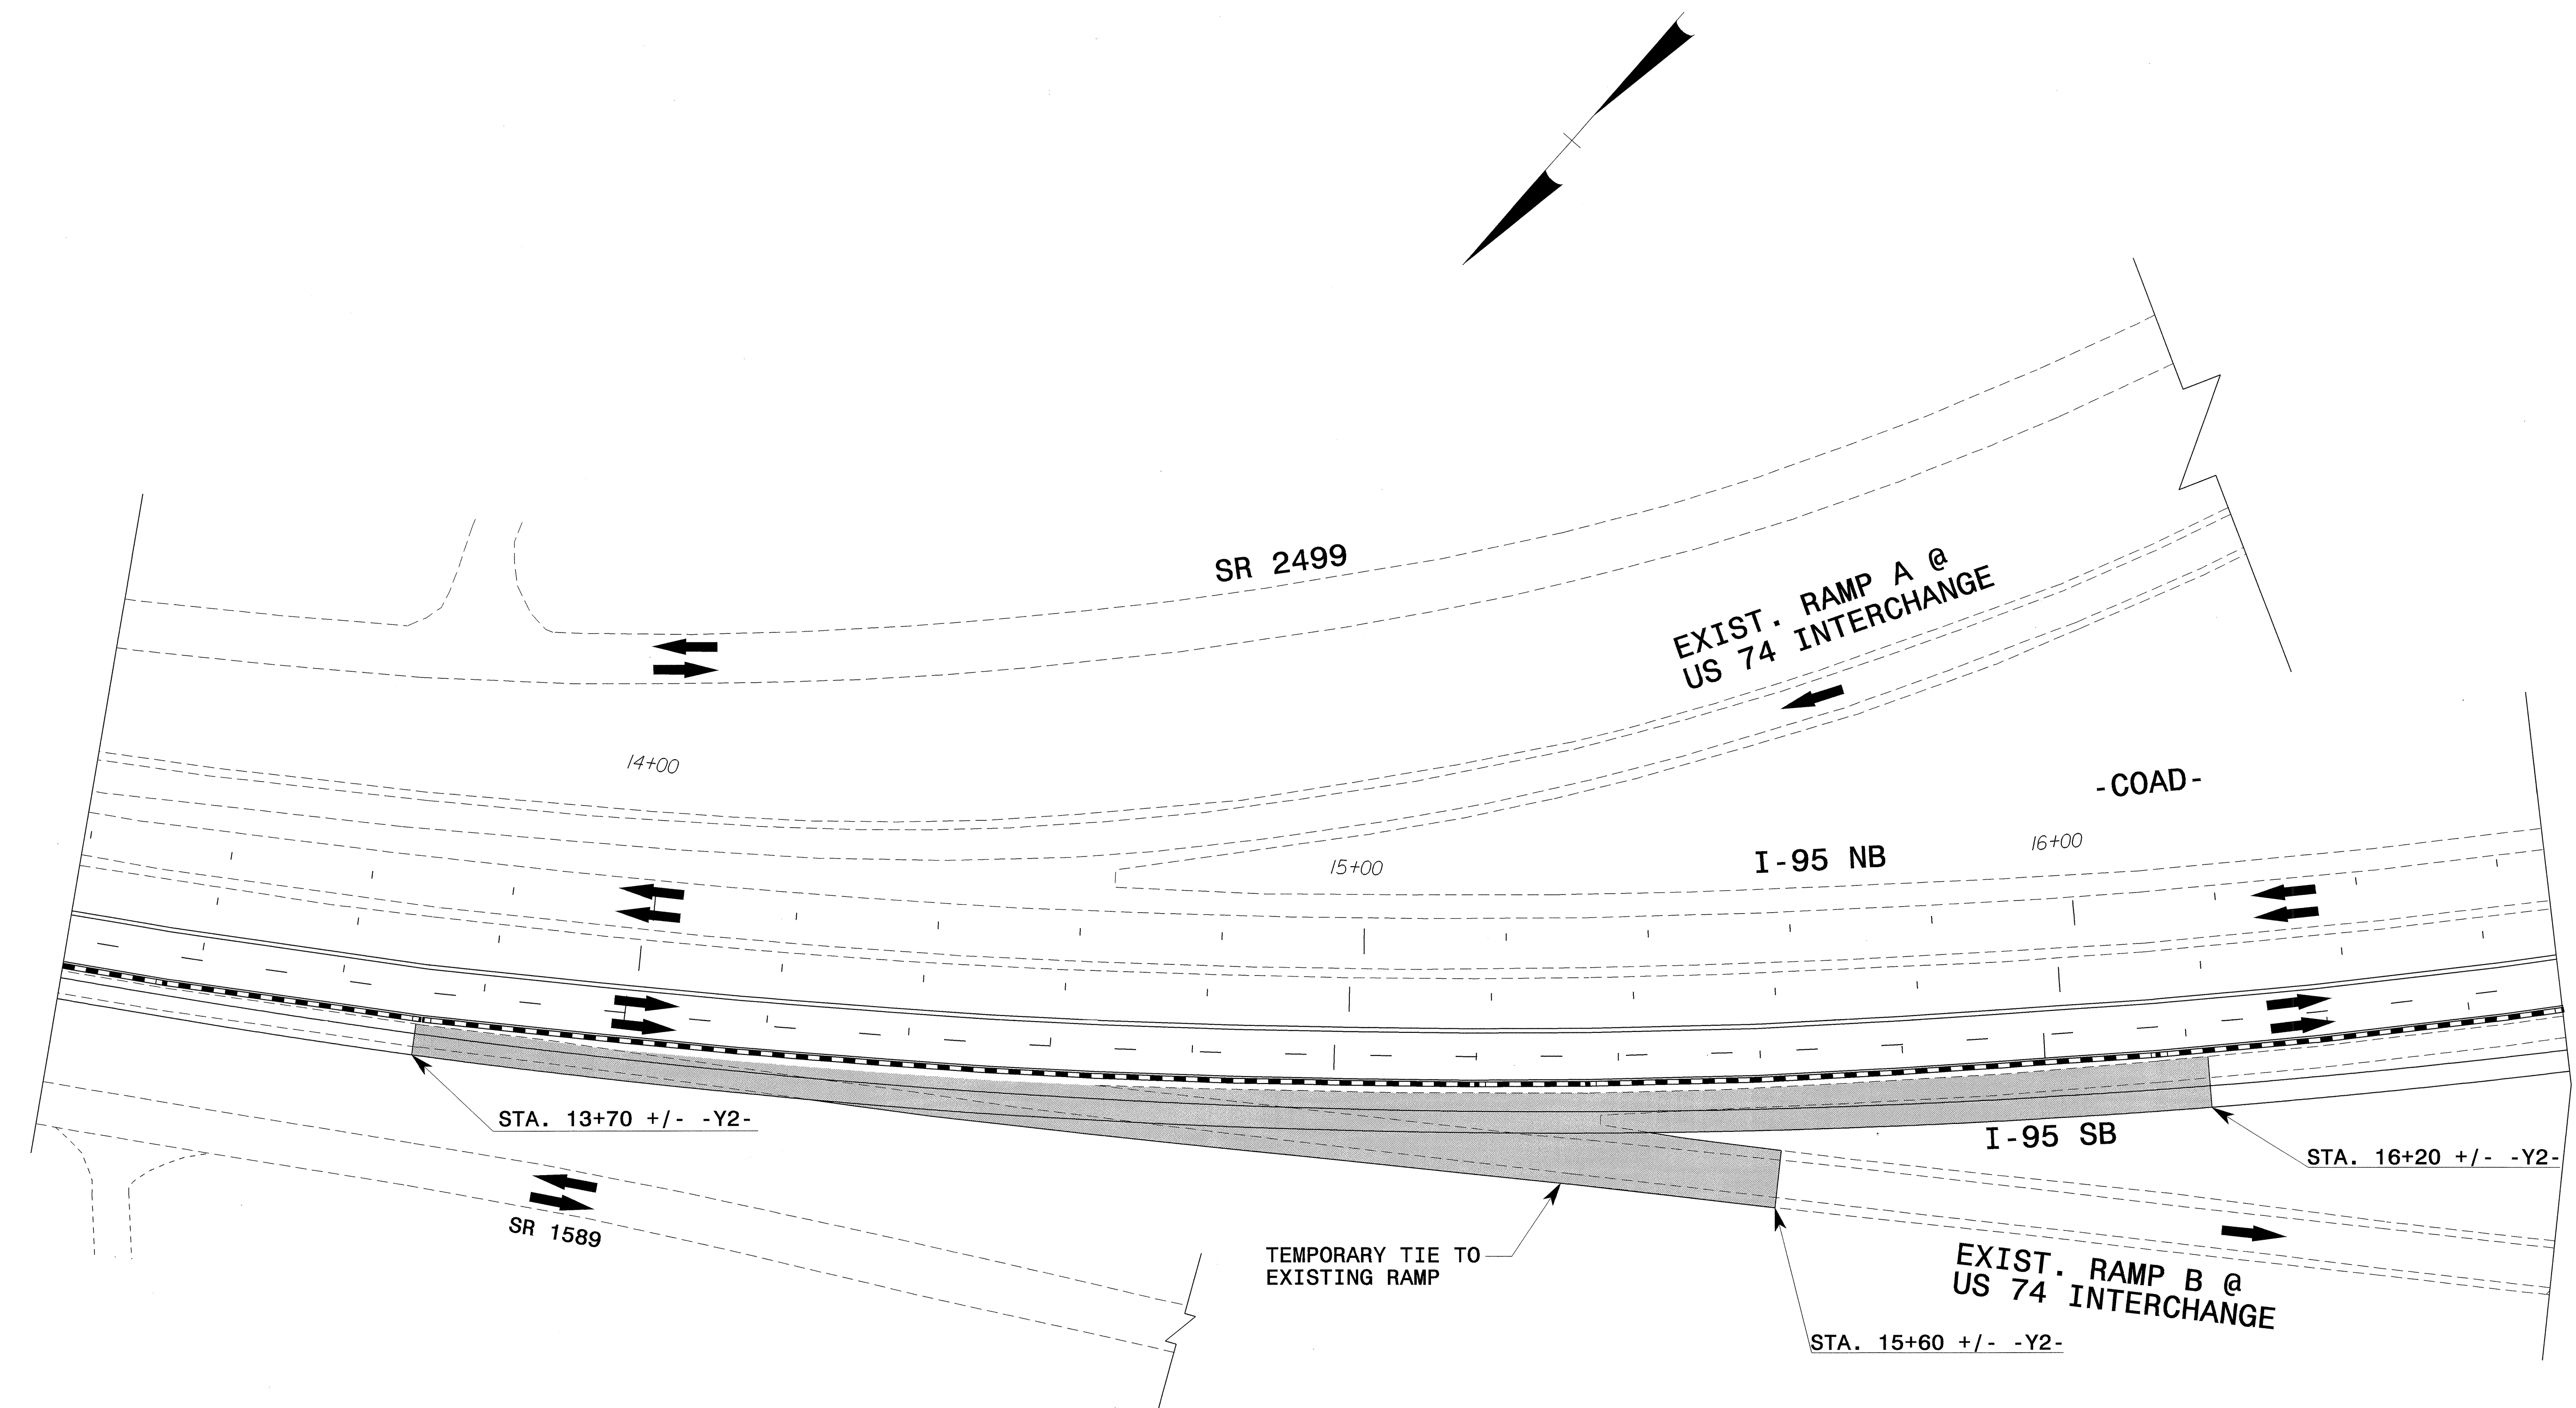 SR 2499
EXIST. RAMP A @
US 74 INTERCHANGE
14+00
-COAD-
16+00
15+00
I-95 NB
STA. 13+70 +/- -Y2-
I-95 SB
STA. 16+20 +/- -Y2-
SR 1589
TEMPORARY TIE TO
EXISTING RAMP
EXIST. RAMP B @
US 74 INTERCHANGE
STA. 15+60 +/- -Y2-